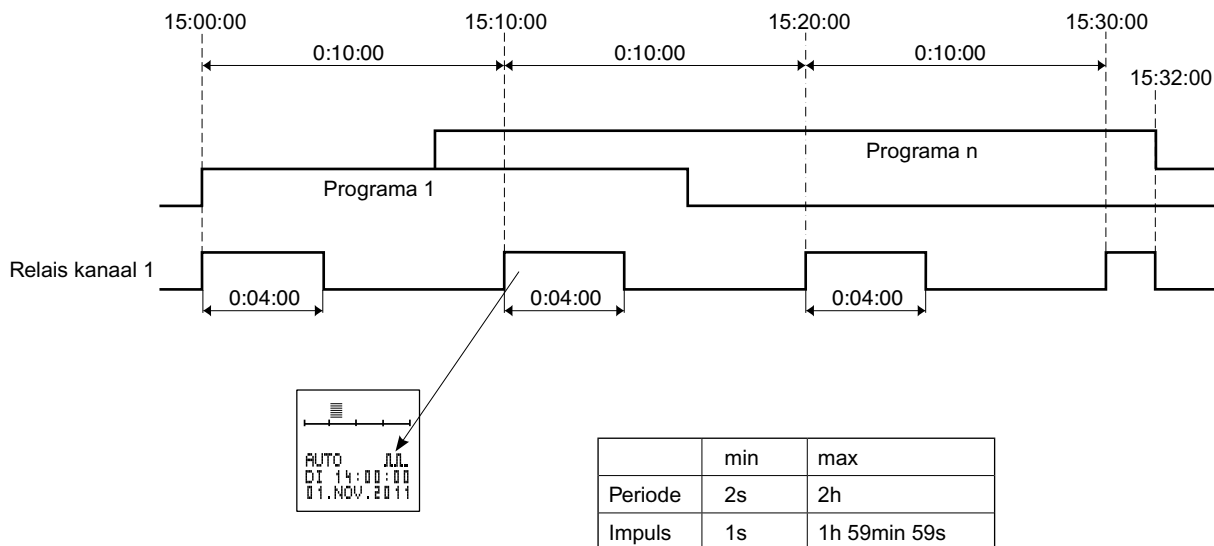 15:00:00 15:10:00 15:20:00 15:30:00
0:10:00 0:10:00 0:10:00
15:32:00
Programa n
Programa 1
Relais kanaal 1
0:04:00 0:04:00 0:04:00
AUTO
DI 14:00:00
01.NOV.2011
min max
Periode 2s 2h
Impuls 1s 1h 59min 59s